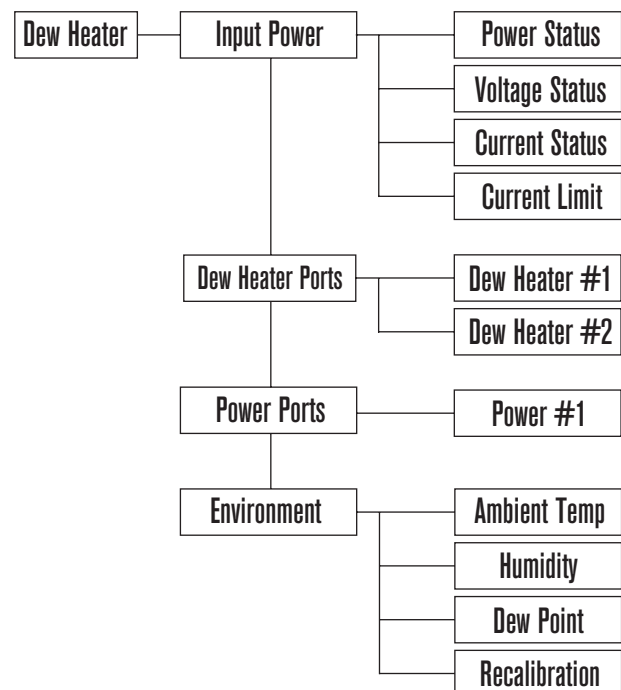 Dew Heater
Input Power
Power Status
Voltage Status
Current Status
Current Limit
Dew Heater Ports
Dew Heater #1
Dew Heater #2
Power Ports
Power #1
Environment
Ambient Temp
Humidity
Dew Point
Recalibration